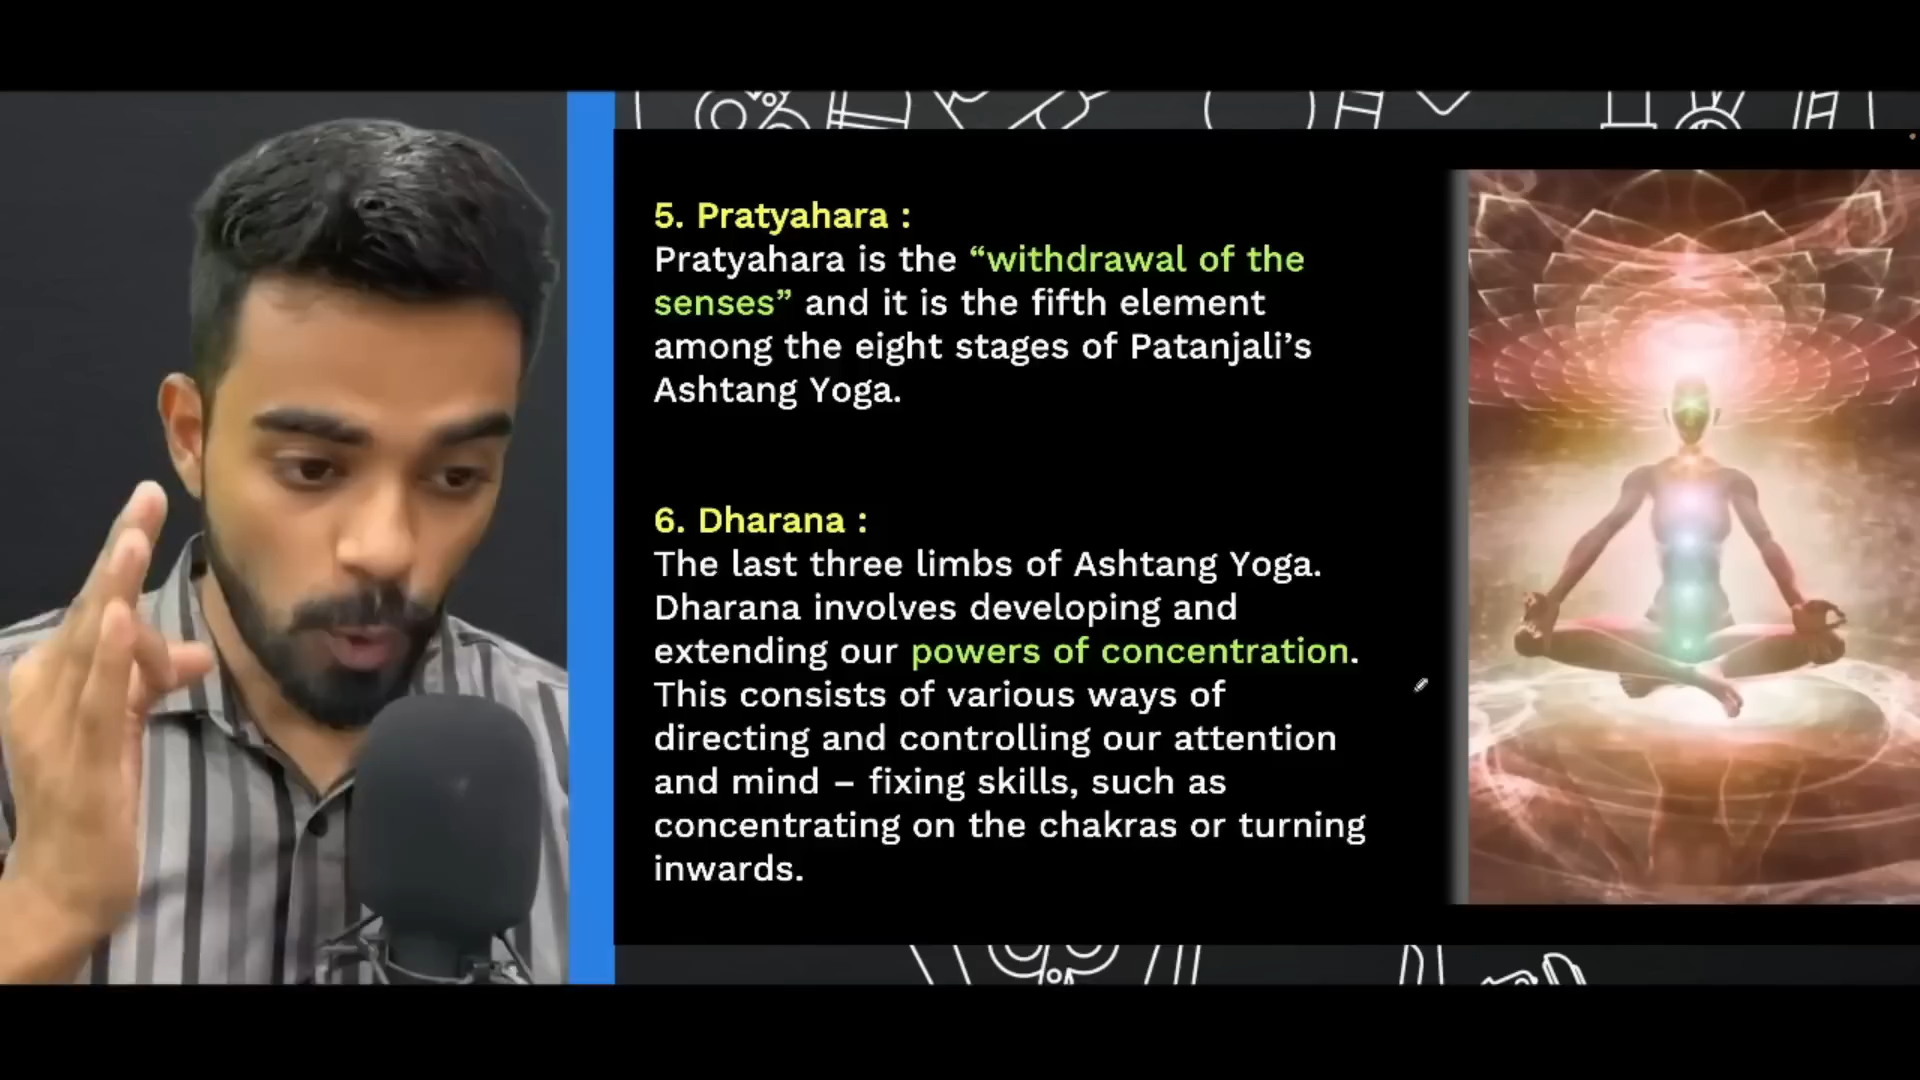 5. Pratyahara :
Pratyahara is the “withdrawal of the
senses” and it is the fifth element
among the eight stages of Patanjali’s
Ashtang Yoga.
6. Dharana :
The last three limbs of Ashtang Yoga.
Dharana involves developing and
extending our powers of concentration.
This consists of various ways of
directing and controlling our attention
and mind – fixing skills, such as
concentrating on the chakras or turning
inwards.